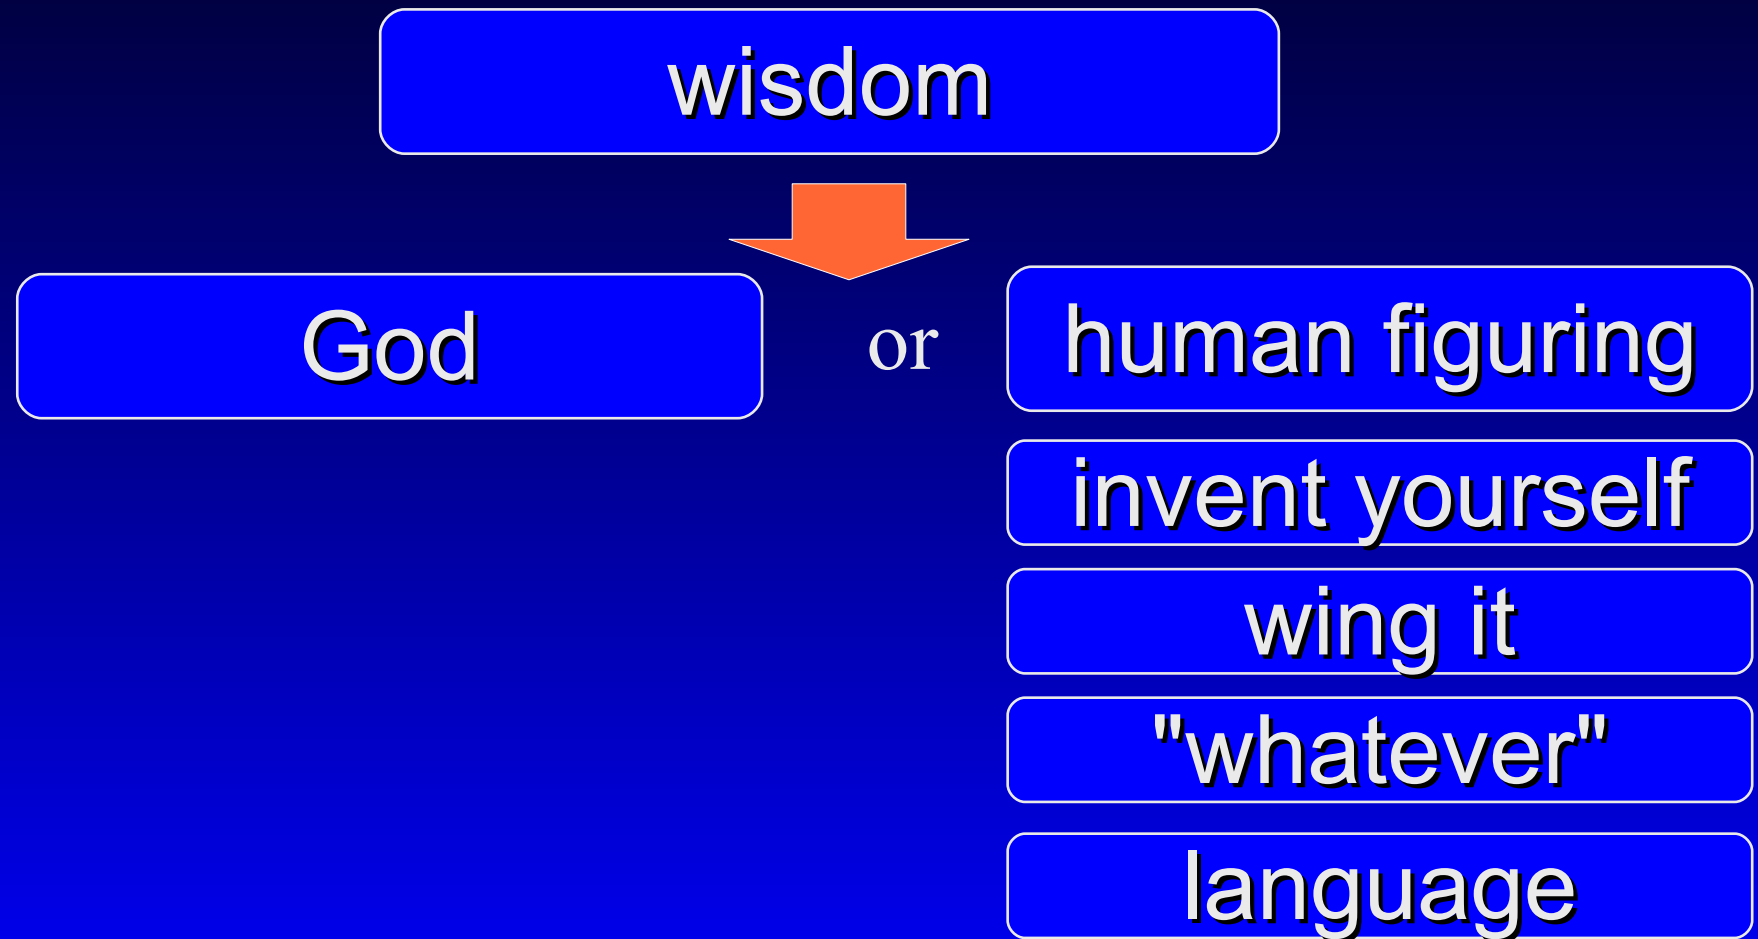 wisdom
God or human figuring
invent yourself
wing it
"whatever"
language